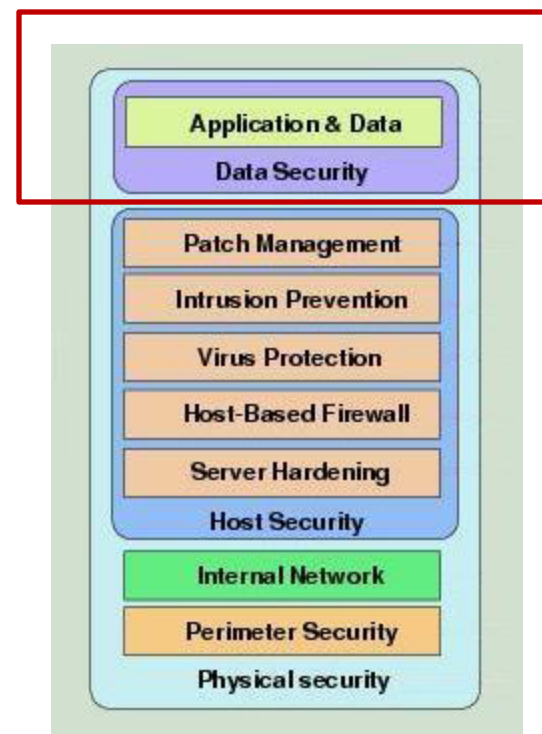 Application & Data
Data Security
Patch Management
Intrusion Prevention
Virus Protection
Host-Based Firewall
Server Hardening
Host Security
Internal Network
Perimeter Security
Physical security